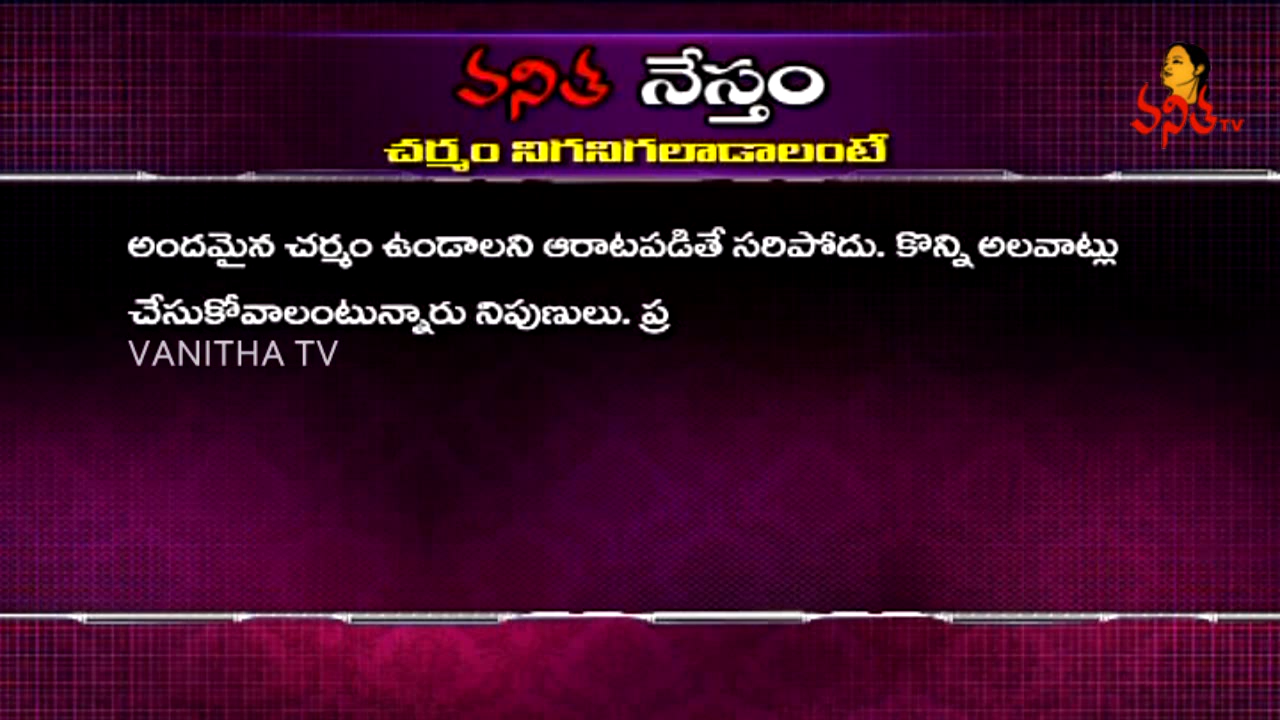 వనిత నేస్తం
వనిత TV
చర్మం నిగనిగలాడాలంటే
అందమైన చర్మం ఉండాలని ఆరాటపడితే సరిపోదు. కొన్ని అలవాట్లు
చేసుకోవాలంటున్నారు నిపుణులు. ప్ర
VANITHA TV